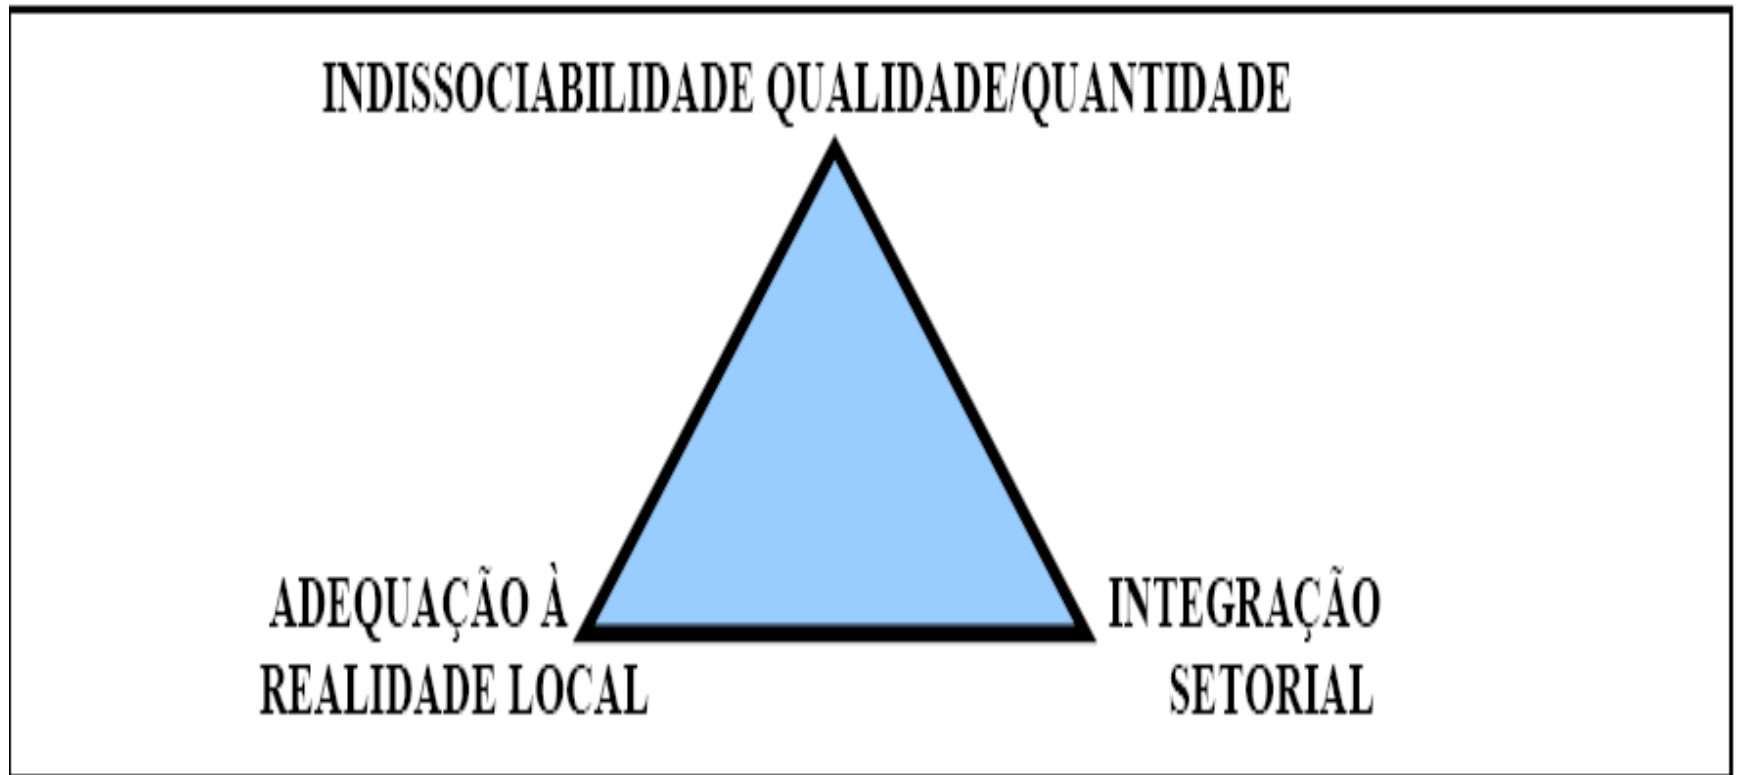 INDISSOCIABILIDADE QUALIDADE/QUANTIDADE
ADEQUAÇÃO À
REALIDADE LOCAL
INTEGRAÇÃO
SETORIAL